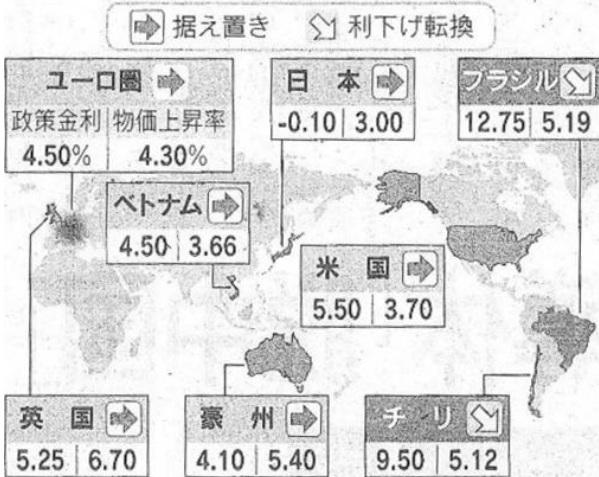 据え置き 利下げ転換
ユーロ圏
政策金利 物価上昇率
4.50% 4.30%
日本
-0.10 3.00
ブラジル
12.75 5.19
ベトナム
4.50 3.66
米国
5.50 3.70
英国
5.25 6.70
豪州
4.10 5.40
チリ
9.50 5.12